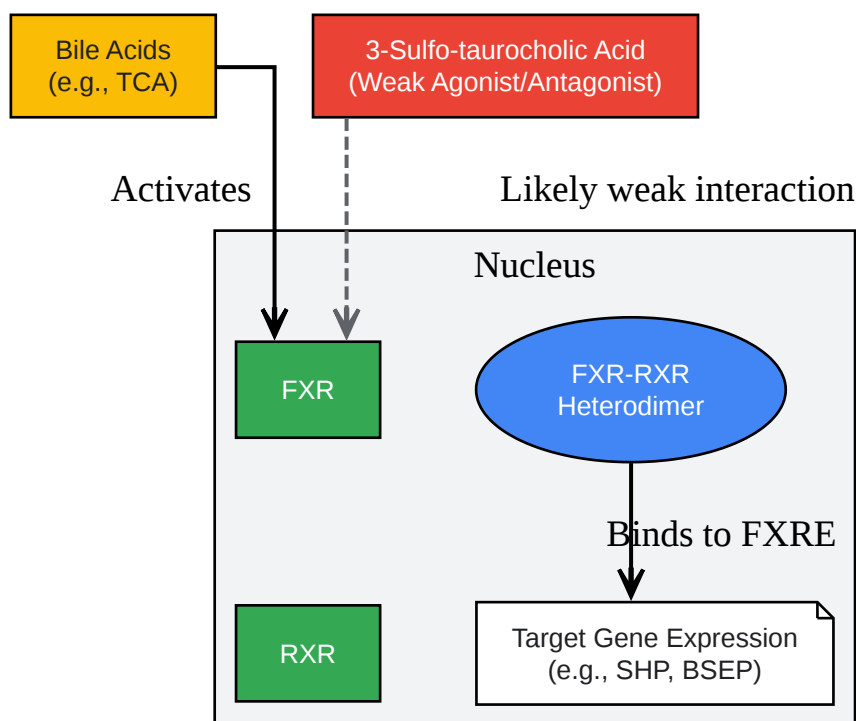 Bile Acids
(e.g., TCA)
3-Sulfo-taurocholic Acid
(Weak Agonist/Antagonist)
Activates
Likely weak interaction
Nucleus
FXR
FXR-RXR
Heterodimer
Binds to FXRE
RXR
Target Gene Expression
(e.g., SHP, BSEP)